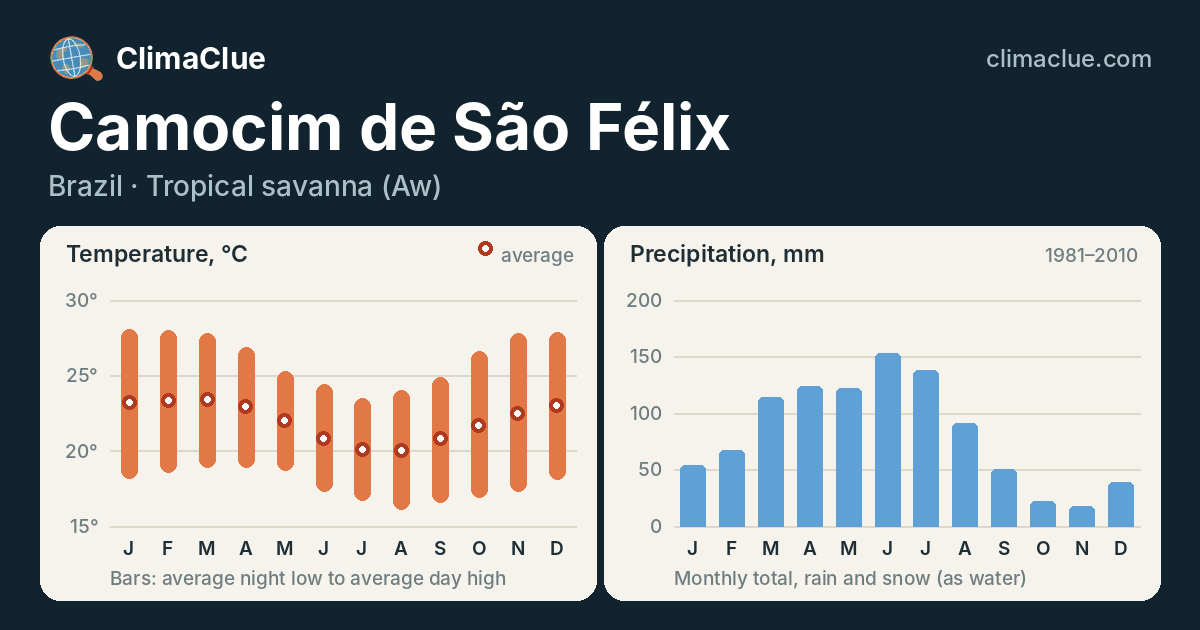 ClimaClue
climaclue.com
Camocim de São Félix
Brazil · Tropical savanna (Aw)
Temperature, °C
average
30°
25°
20°
15°
J F M A M J J A S O N D
Bars: average night low to average day high
Precipitation, mm
1981–2010
200
150
100
50
0
J F M A M J J A S O N D
Monthly total, rain and snow (as water)